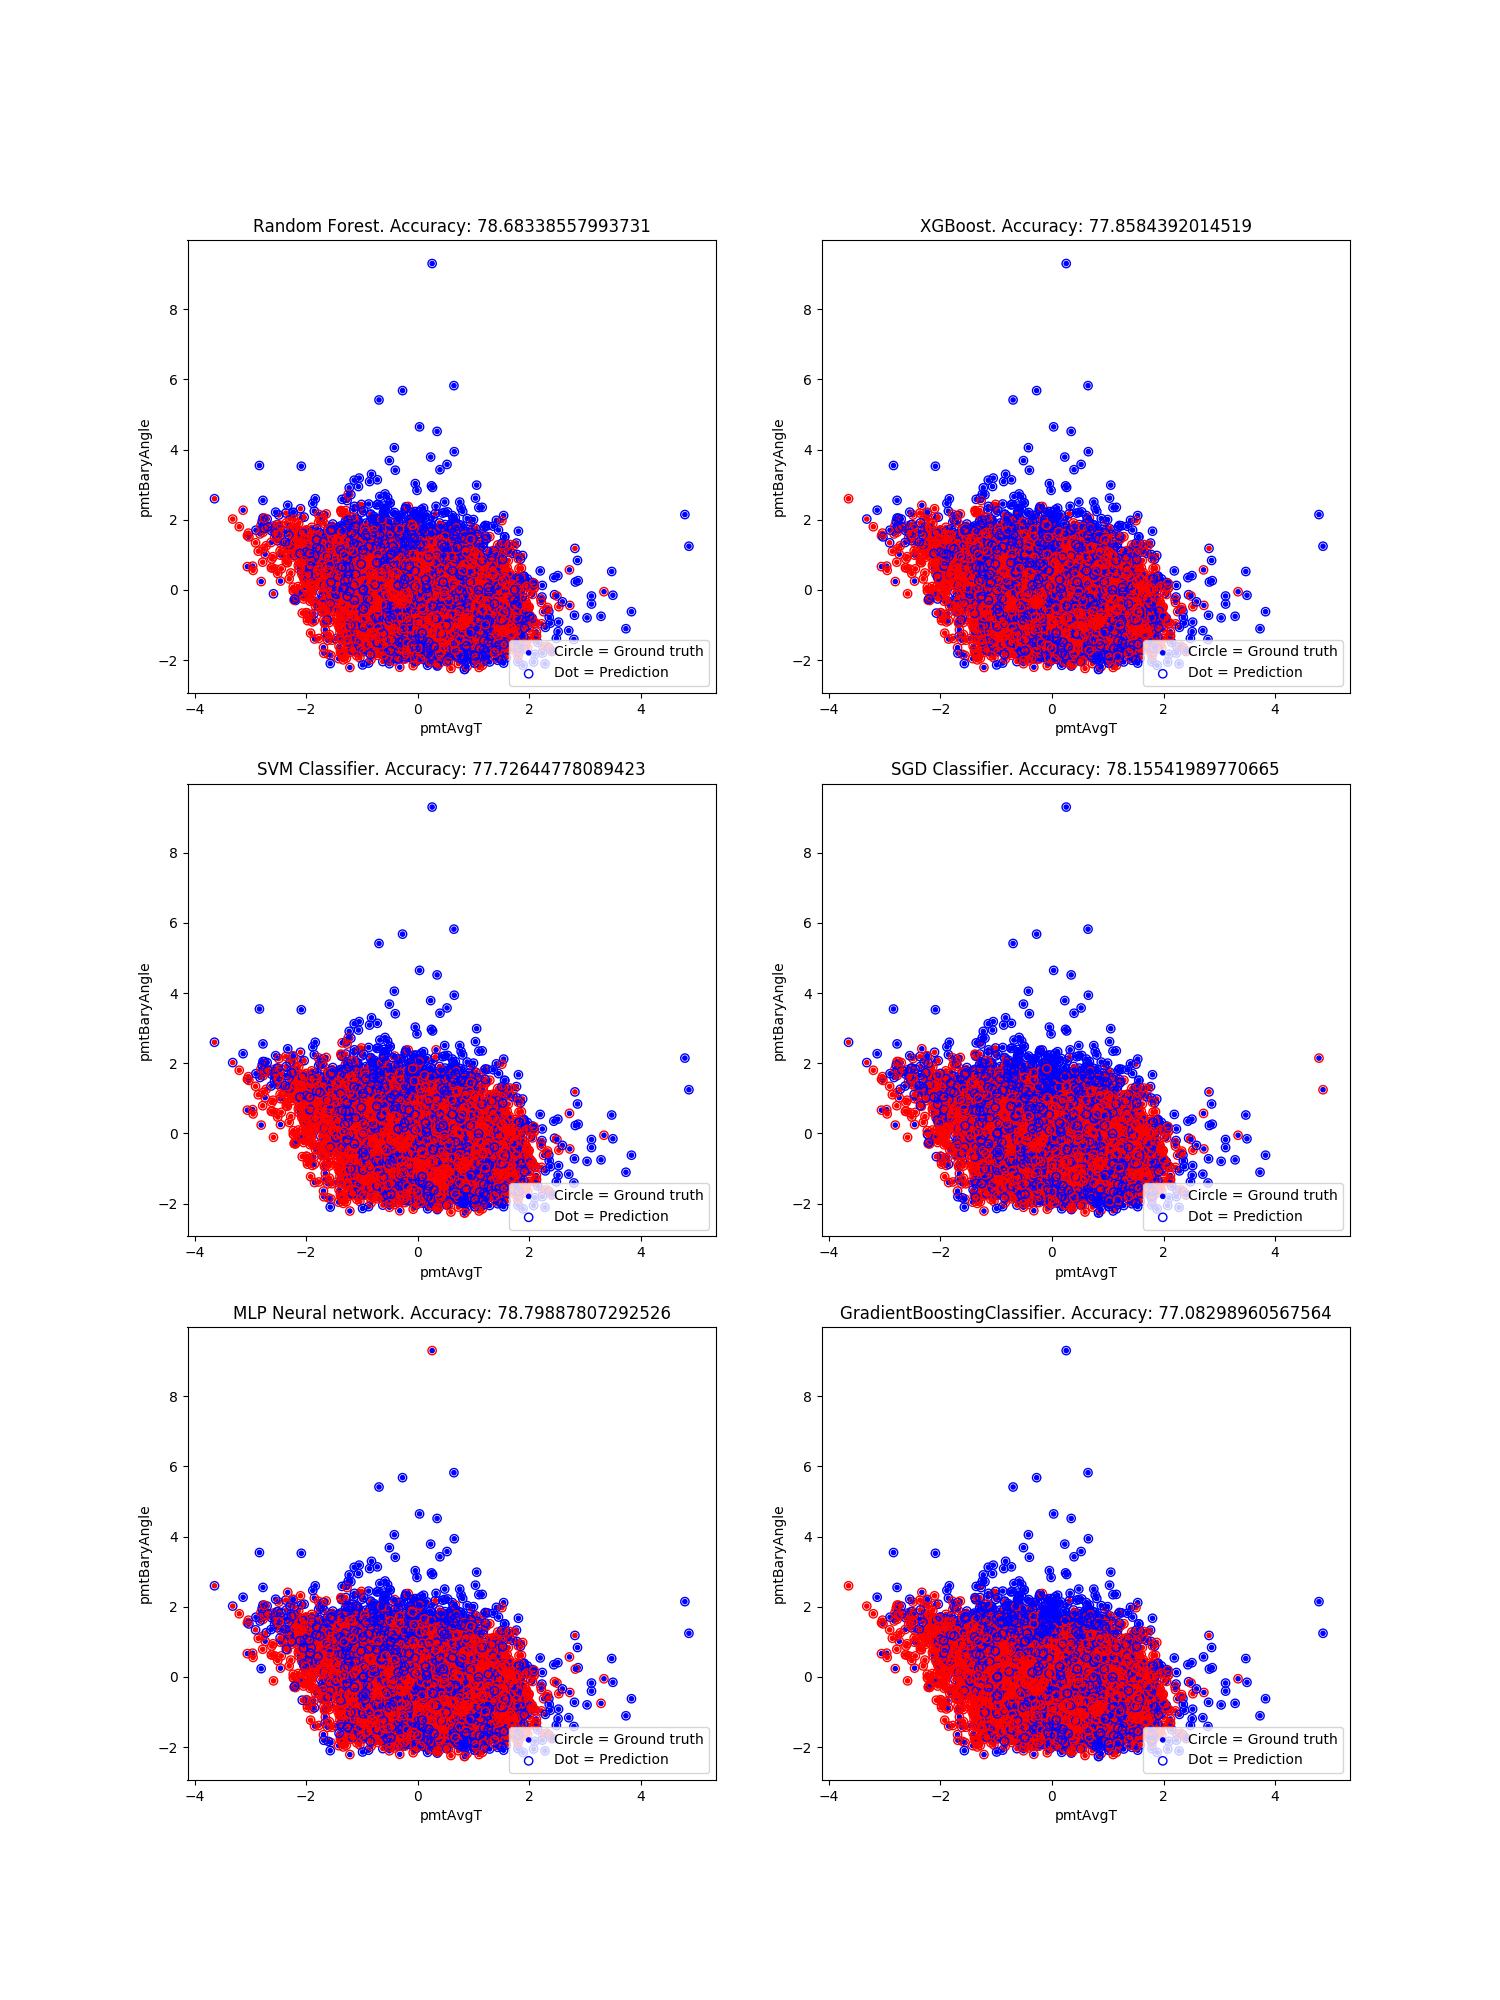 Random Forest. Accuracy: 78.68338557993731
8
6
4
2
0
−2
pmtBaryAngle
Circle = Ground truth
Dot = Prediction
−4 −2 0 2 4
pmtAvgT
XGBoost. Accuracy: 77.8584392014519
8
6
4
2
0
−2
pmtBaryAngle
Circle = Ground truth
Dot = Prediction
−4 −2 0 2 4
pmtAvgT
SVM Classifier. Accuracy: 77.72644778089423
8
6
4
2
0
−2
pmtBaryAngle
Circle = Ground truth
Dot = Prediction
−4 −2 0 2 4
pmtAvgT
SGD Classifier. Accuracy: 78.15541989770665
8
6
4
2
0
−2
pmtBaryAngle
Circle = Ground truth
Dot = Prediction
−4 −2 0 2 4
pmtAvgT
MLP Neural network. Accuracy: 78.79887807292526
8
6
4
2
0
−2
pmtBaryAngle
Circle = Ground truth
Dot = Prediction
−4 −2 0 2 4
pmtAvgT
GradientBoostingClassifier. Accuracy: 77.08298960567564
8
6
4
2
0
−2
pmtBaryAngle
Circle = Ground truth
Dot = Prediction
−4 −2 0 2 4
pmtAvgT